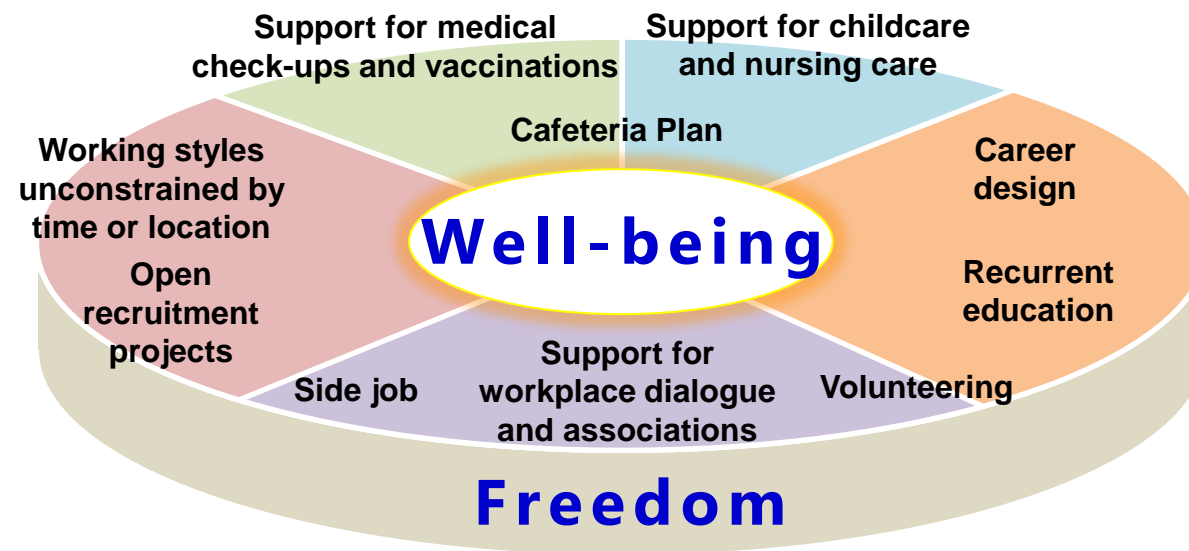 Support for medical
check-ups and vaccinations
Support for childcare
and nursing care
Cafeteria Plan
Working styles
unconstrained by
time or location
Open
recruitment
projects
Career
design
Recurrent
education
Well-being
Side job
Support for
workplace dialogue
and associations
Volunteering
Freedom